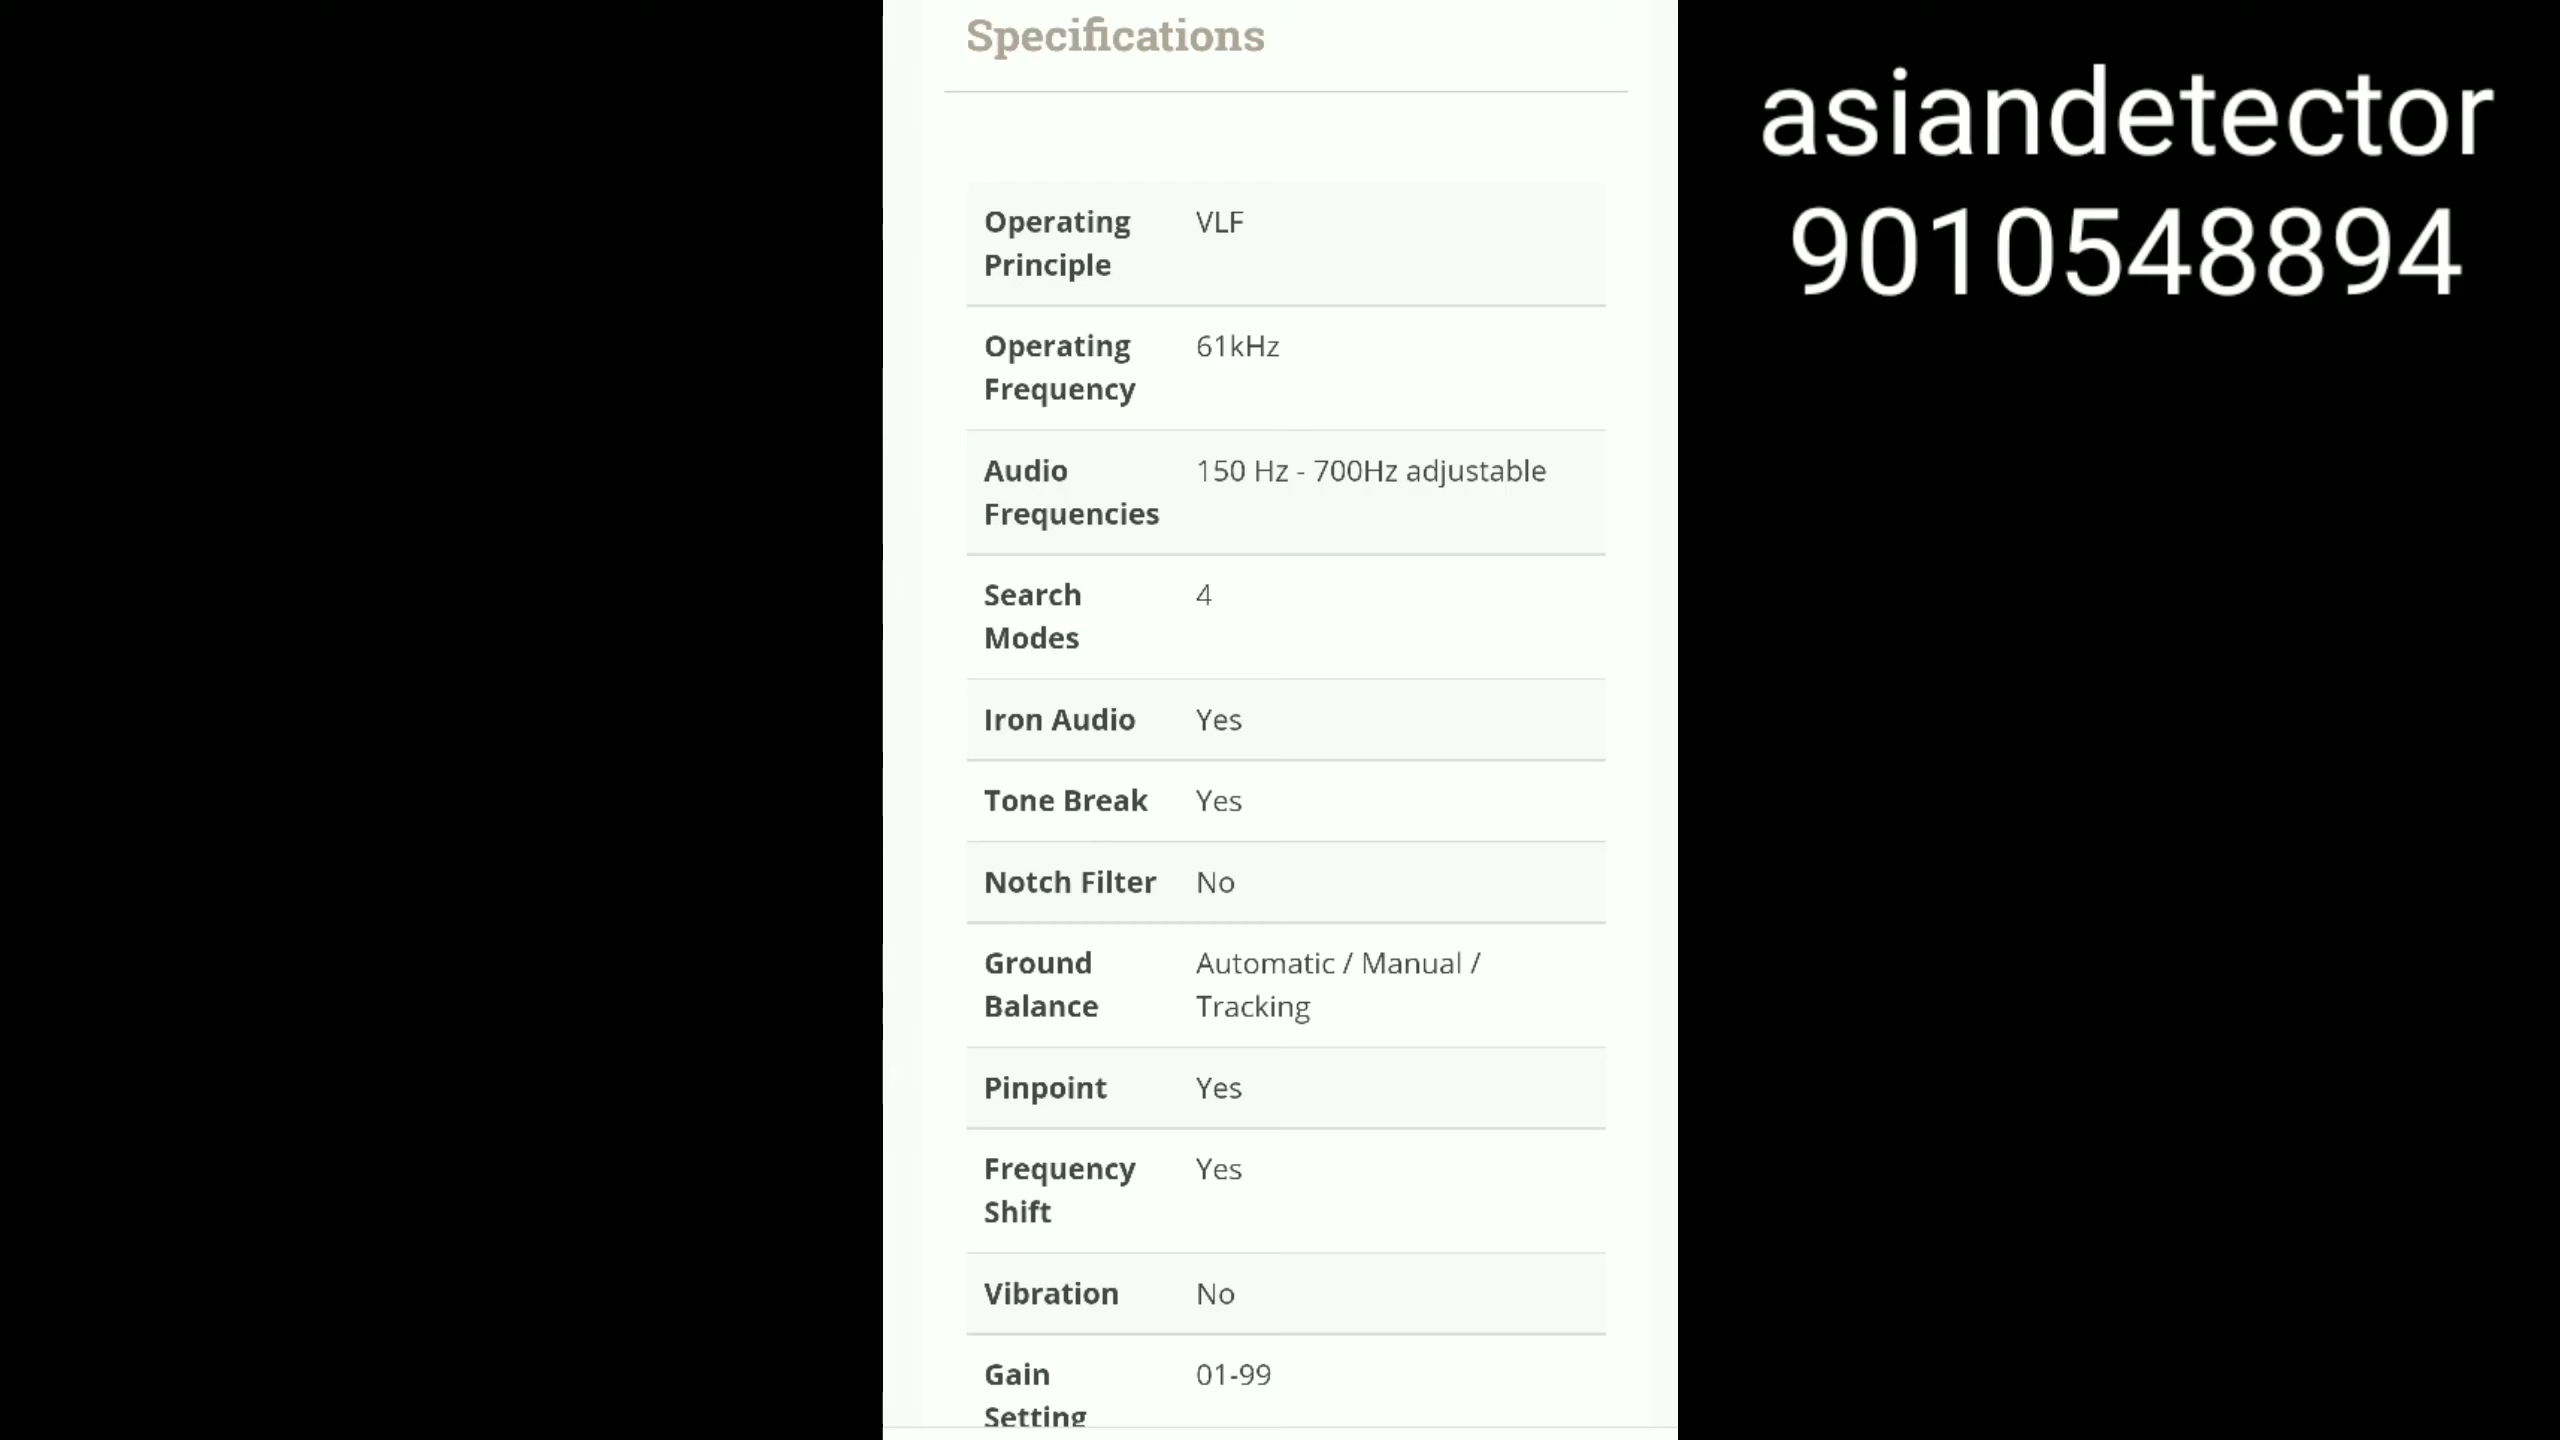 Specifications
Operating Principle VLF
Operating Frequency 61kHz
Audio Frequencies 150 Hz - 700Hz adjustable
Search Modes 4
Iron Audio Yes
Tone Break Yes
Notch Filter No
Ground Balance Automatic / Manual / Tracking
Pinpoint Yes
Frequency Shift Yes
Vibration No
Gain Setting 01-99
asiandetector
9010548894